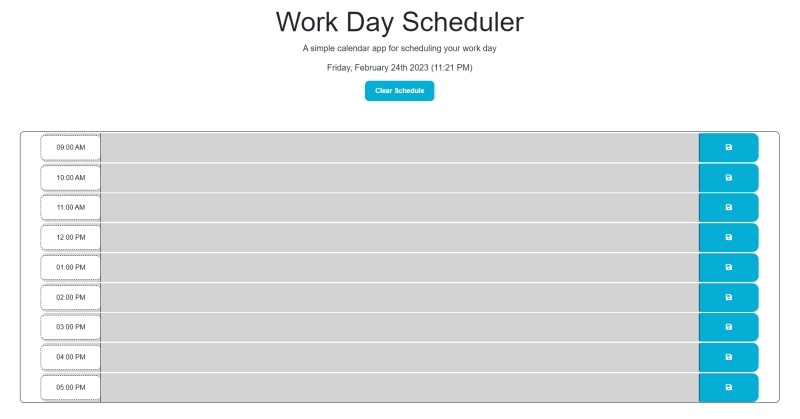 Work Day Scheduler
A simple calendar app for scheduling your work day
Friday, February 24th 2023 (11:21 PM)
Clear Schedule
09:00 AM
10:00 AM
11:00 AM
12:00 PM
01:00 PM
02:00 PM
03:00 PM
04:00 PM
05:00 PM